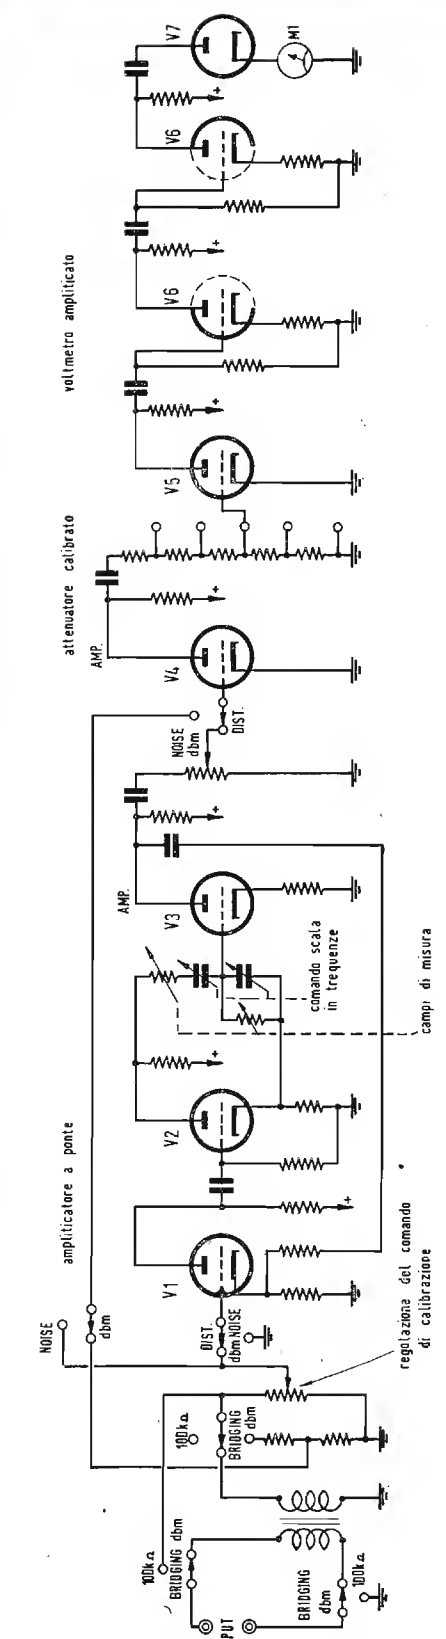 PUT
100kΩ
BRIDGING dbm
BRIDGING
dbm
100kΩ
100kΩ
BRIDGING
dbm
NOISE
dbm
DIST.
dbm NOISE
regolazione del comando
di calibrazione
amplificatore a ponte
V1
V2
V3
AMP.
comando scala
in frequenze
campi di misura
NOISE
dbm
DIST.
V4
AMP.
attenuatore calibrato
V5
voltmetro amplificato
V6
V6
V7
M1
+
+
+
+
+
+
+
+